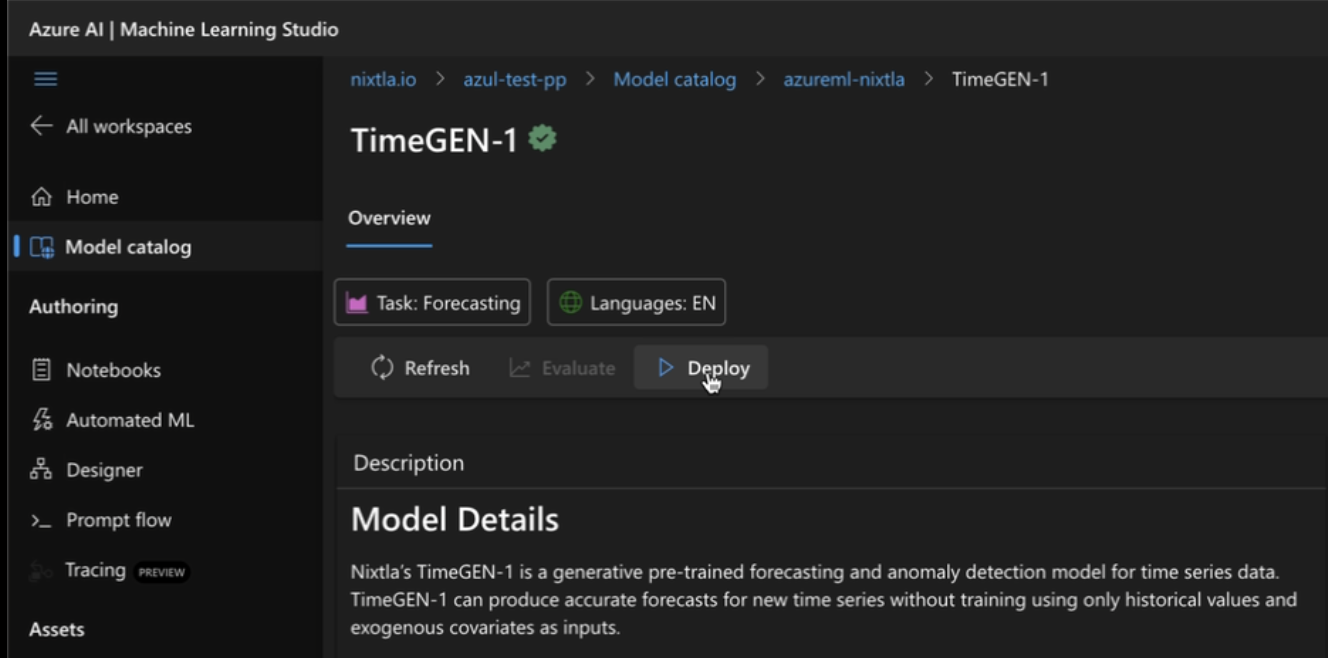 Azure AI | Machine Learning Studio
nixtla.io > azul-test-pp > Model catalog > azureml-nixtla > TimeGEN-1
All workspaces
TimeGEN-1
Home
Overview
Model catalog
Task: Forecasting
Languages: EN
Authoring
Refresh
Evaluate
Deploy
Notebooks
Automated ML
Designer
Prompt flow
Tracing PREVIEW
Assets
Description
Model Details
Nixtla's TimeGEN-1 is a generative pre-trained forecasting and anomaly detection model for time series data.
TimeGEN-1 can produce accurate forecasts for new time series without training using only historical values and
exogenous covariates as inputs.